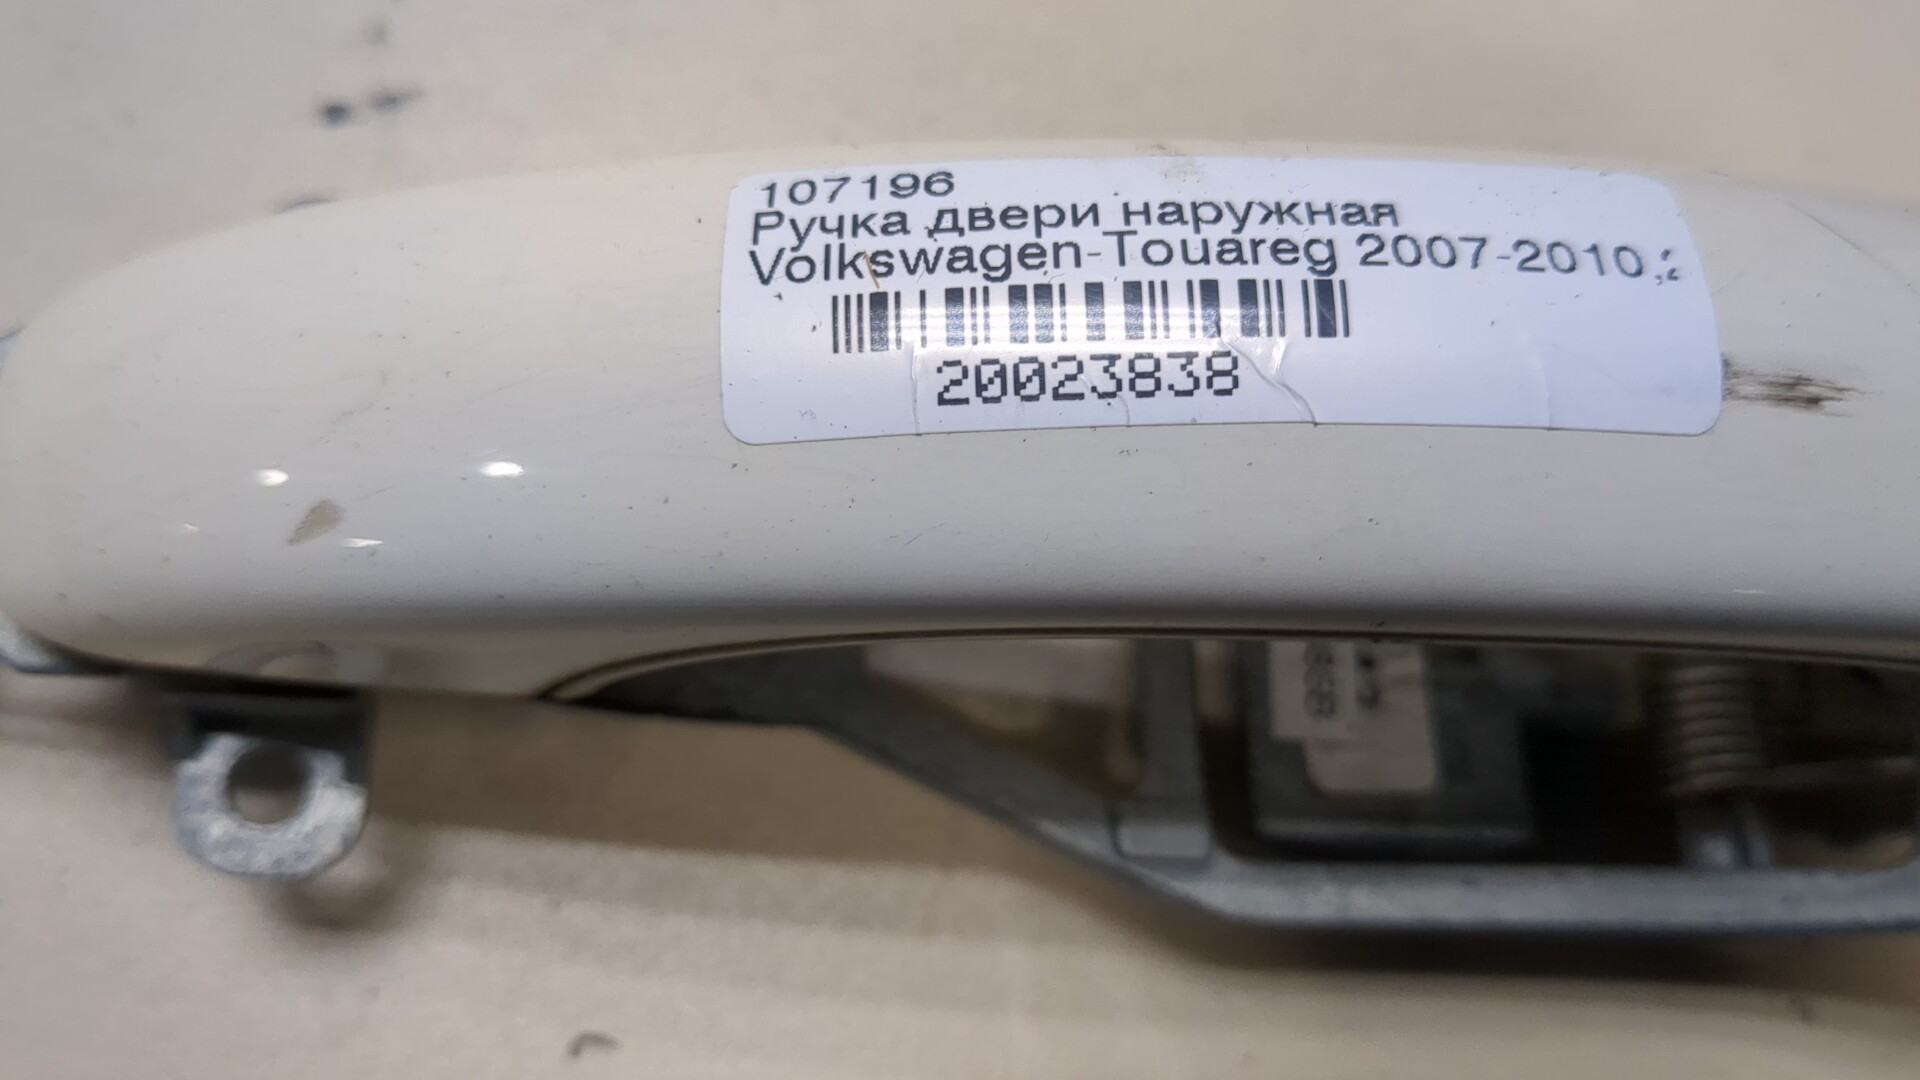 107196
Ручка двери наружная
Volkswagen-Touareg 2007-2010
20023838